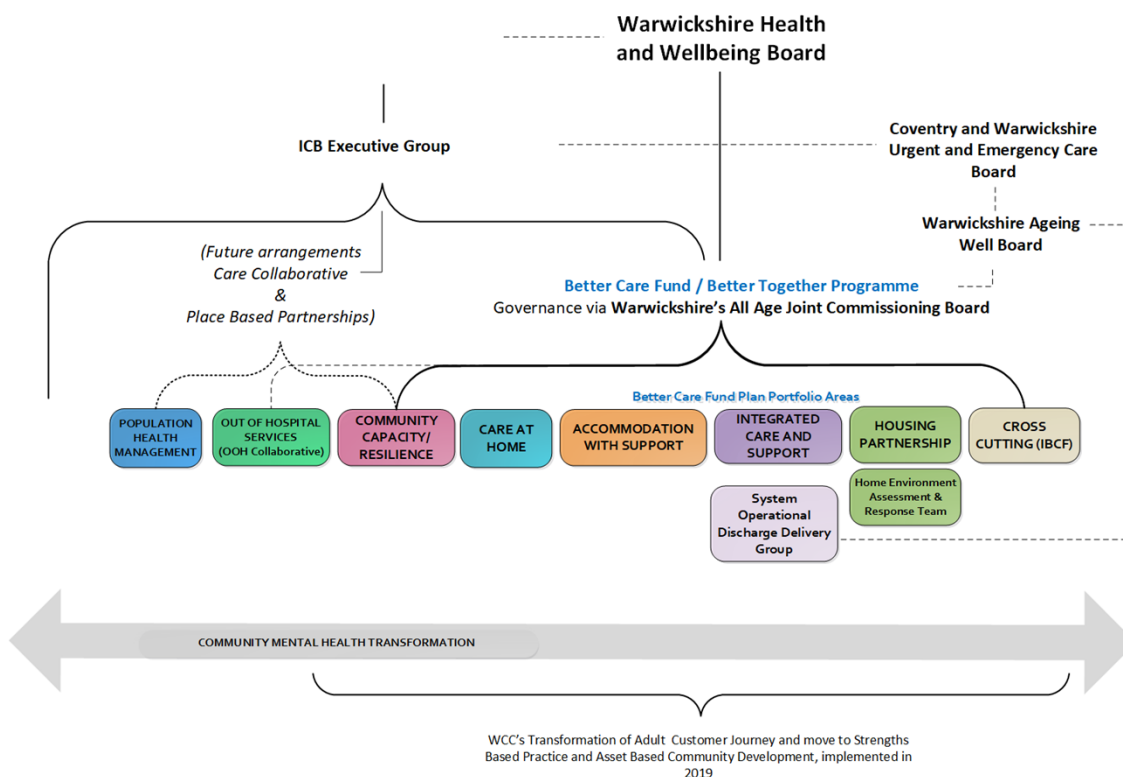 Warwickshire Health
and Wellbeing Board
ICB Executive Group
Coventry and Warwickshire
Urgent and Emergency Care
Board
Warwickshire Ageing
Well Board
(Future arrangements
Care Collaborative
&
Place Based Partnerships)
Better Care Fund / Better Together Programme
Governance via Warwickshire's All Age Joint Commissioning Board
Better Care Fund Plan Portfolio Areas
POPULATION
HEALTH
MANAGEMENT
OUT OF HOSPITAL
SERVICES
(OOH Collaborative)
COMMUNITY
CAPACITY/
RESILIENCE
CARE AT
HOME
ACCOMMODATION
WITH SUPPORT
INTEGRATED
CARE AND
SUPPORT
HOUSING
PARTNERSHIP
CROSS
CUTTING (IBCF)
System
Operational
Discharge Delivery
Group
Home Environment
Assessment &
Response Team
COMMUNITY MENTAL HEALTH TRANSFORMATION
WCC's Transformation of Adult Customer Journey and move to Strengths
Based Practice and Asset Based Community Development, implemented in
2019